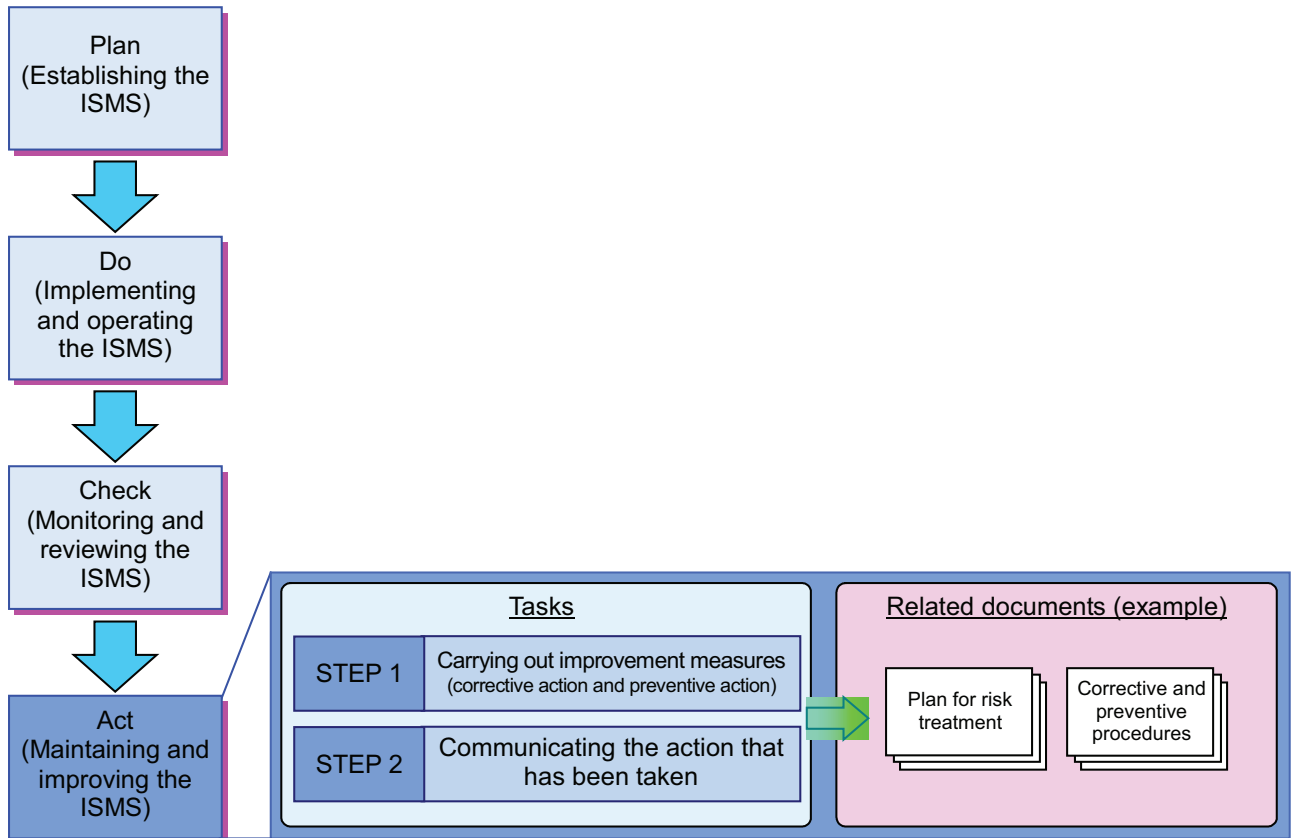 Plan
(Establishing the
ISMS)
Do
(Implementing
and operating
the ISMS)
Check
(Monitoring and
reviewing the
ISMS)
Act
(Maintaining and
improving the
ISMS)
Tasks
STEP 1
Carrying out improvement measures
(corrective action and preventive action)
STEP 2
Communicating the action that
has been taken
Related documents (example)
Plan for risk
treatment
Corrective and
preventive
procedures